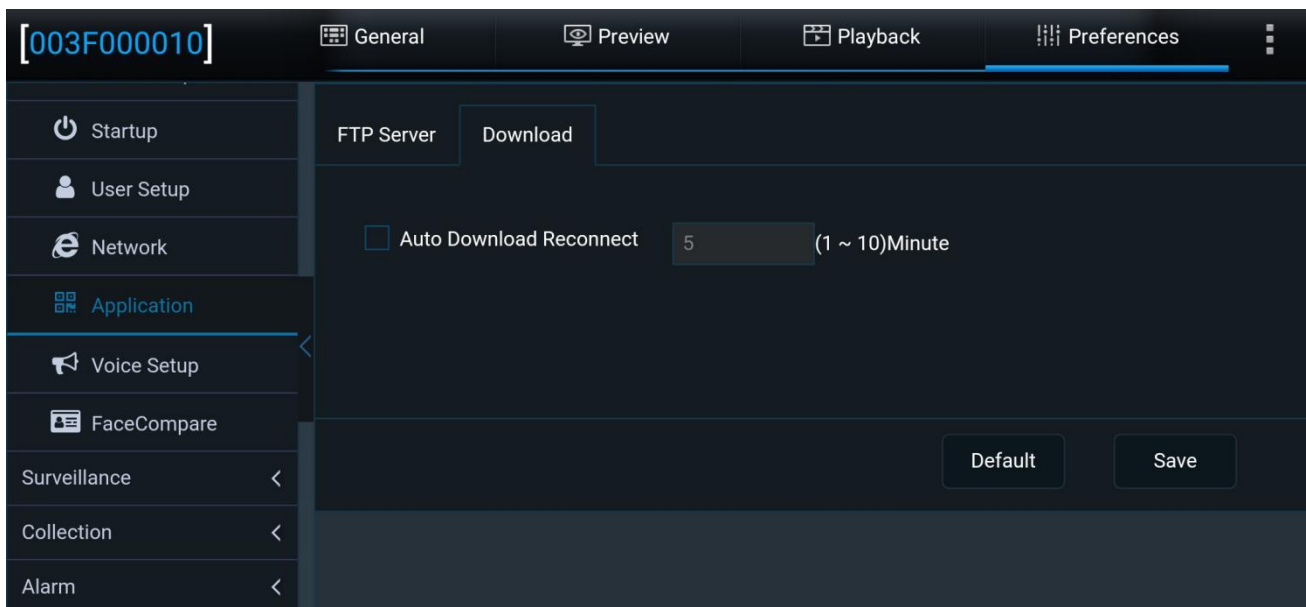 [003F000010]
General
Preview
Playback
Preferences
Startup
User Setup
Network
Application
Voice Setup
FaceCompare
Surveillance
Collection
Alarm
FTP Server
Download
Auto Download Reconnect
5
(1 ~ 10)Minute
Default
Save